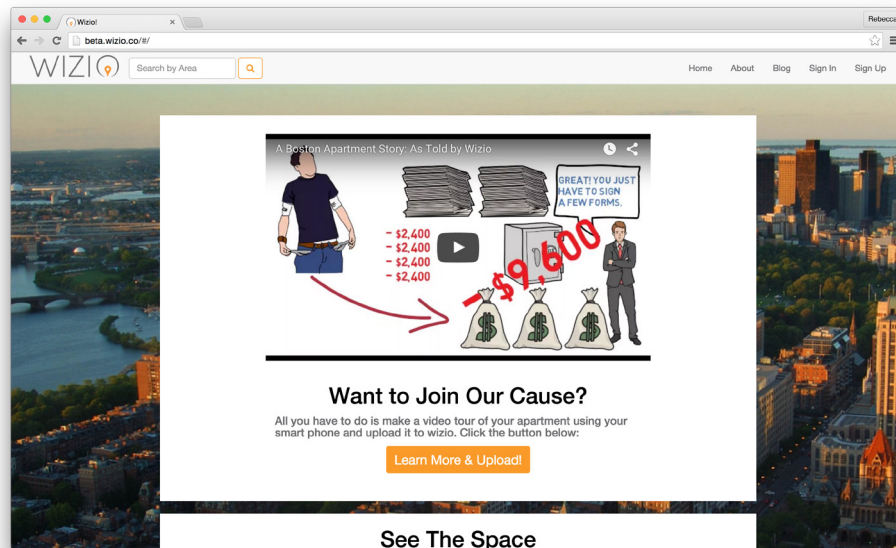 Wizio!
Rebecca
beta.wizio.co/#/
WIZIO
Search by Area
Home
About
Blog
Sign In
Sign Up
A Boston Apartment Story: As Told by Wizio
GREAT! YOU JUST
HAVE TO SIGN
A FEW FORMS.
- $2,400
- $2,400
- $2,400
- $2,400
- $9,600
$ $ $
Want to Join Our Cause?
All you have to do is make a video tour of your apartment using your
smart phone and upload it to wizio. Click the button below:
Learn More & Upload!
See The Space